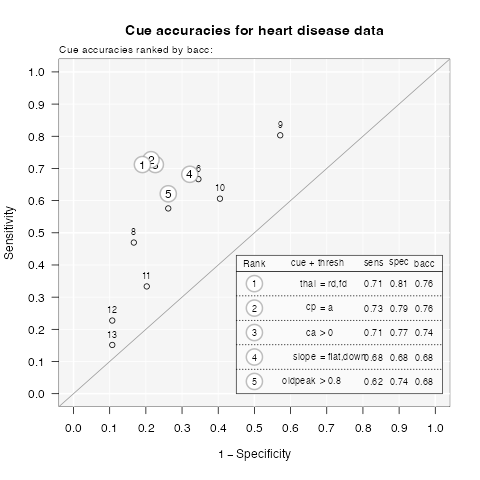 Cue accuracies for heart disease data
Cue accuracies ranked by bacc:
1.0
0.9
0.8
0.7
0.6
0.5
0.4
0.3
0.2
0.1
0.0
Sensitivity
9
1
2
6
4
10
5
8
11
12
13
Rank cue + thresh sens spec bacc
1 thal = rd,fd 0.71 0.81 0.76
2 cp = a 0.73 0.79 0.76
3 ca > 0 0.71 0.77 0.74
4 slope = flat,down 0.68 0.68 0.68
5 oldpeak > 0.8 0.62 0.74 0.68
0.0 0.1 0.2 0.3 0.4 0.5 0.6 0.7 0.8 0.9 1.0
1 – Specificity